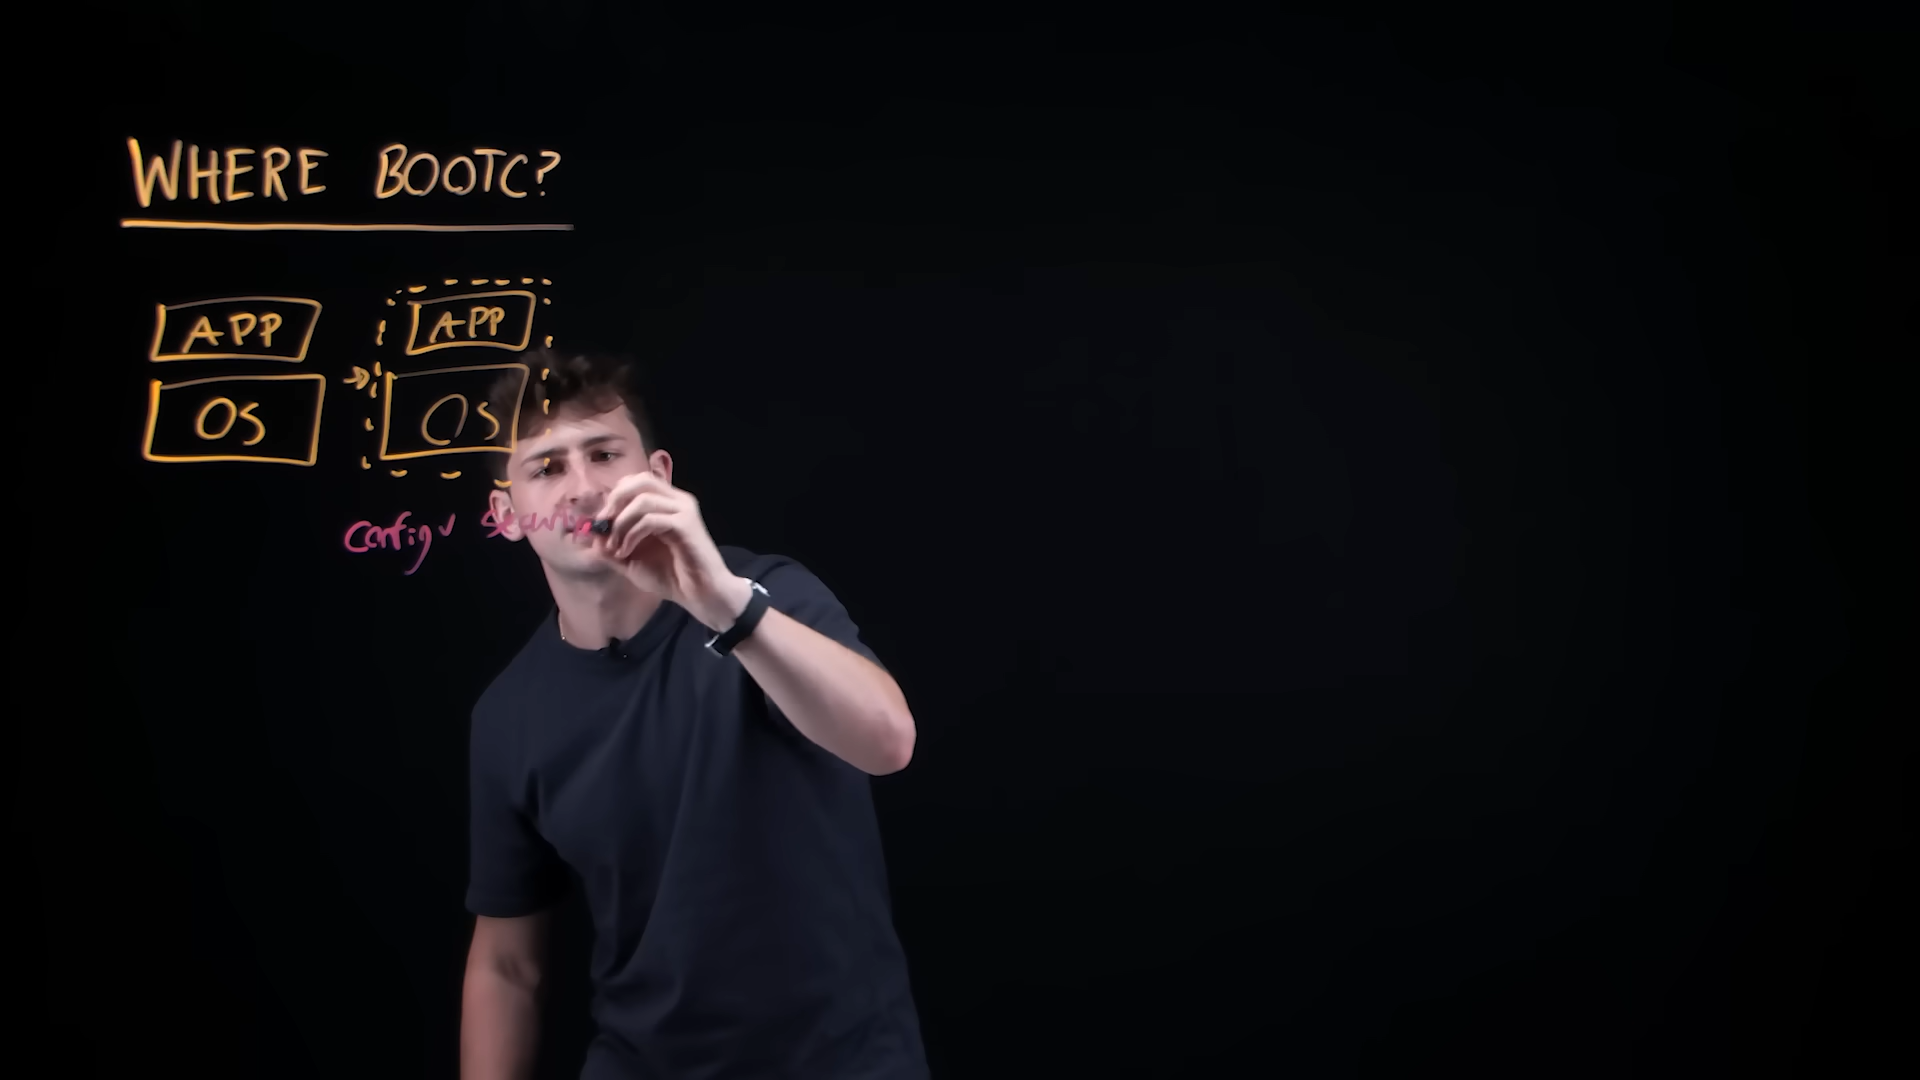 WHERE BOOTC?
APP
APP
OS
OS
Config ✓